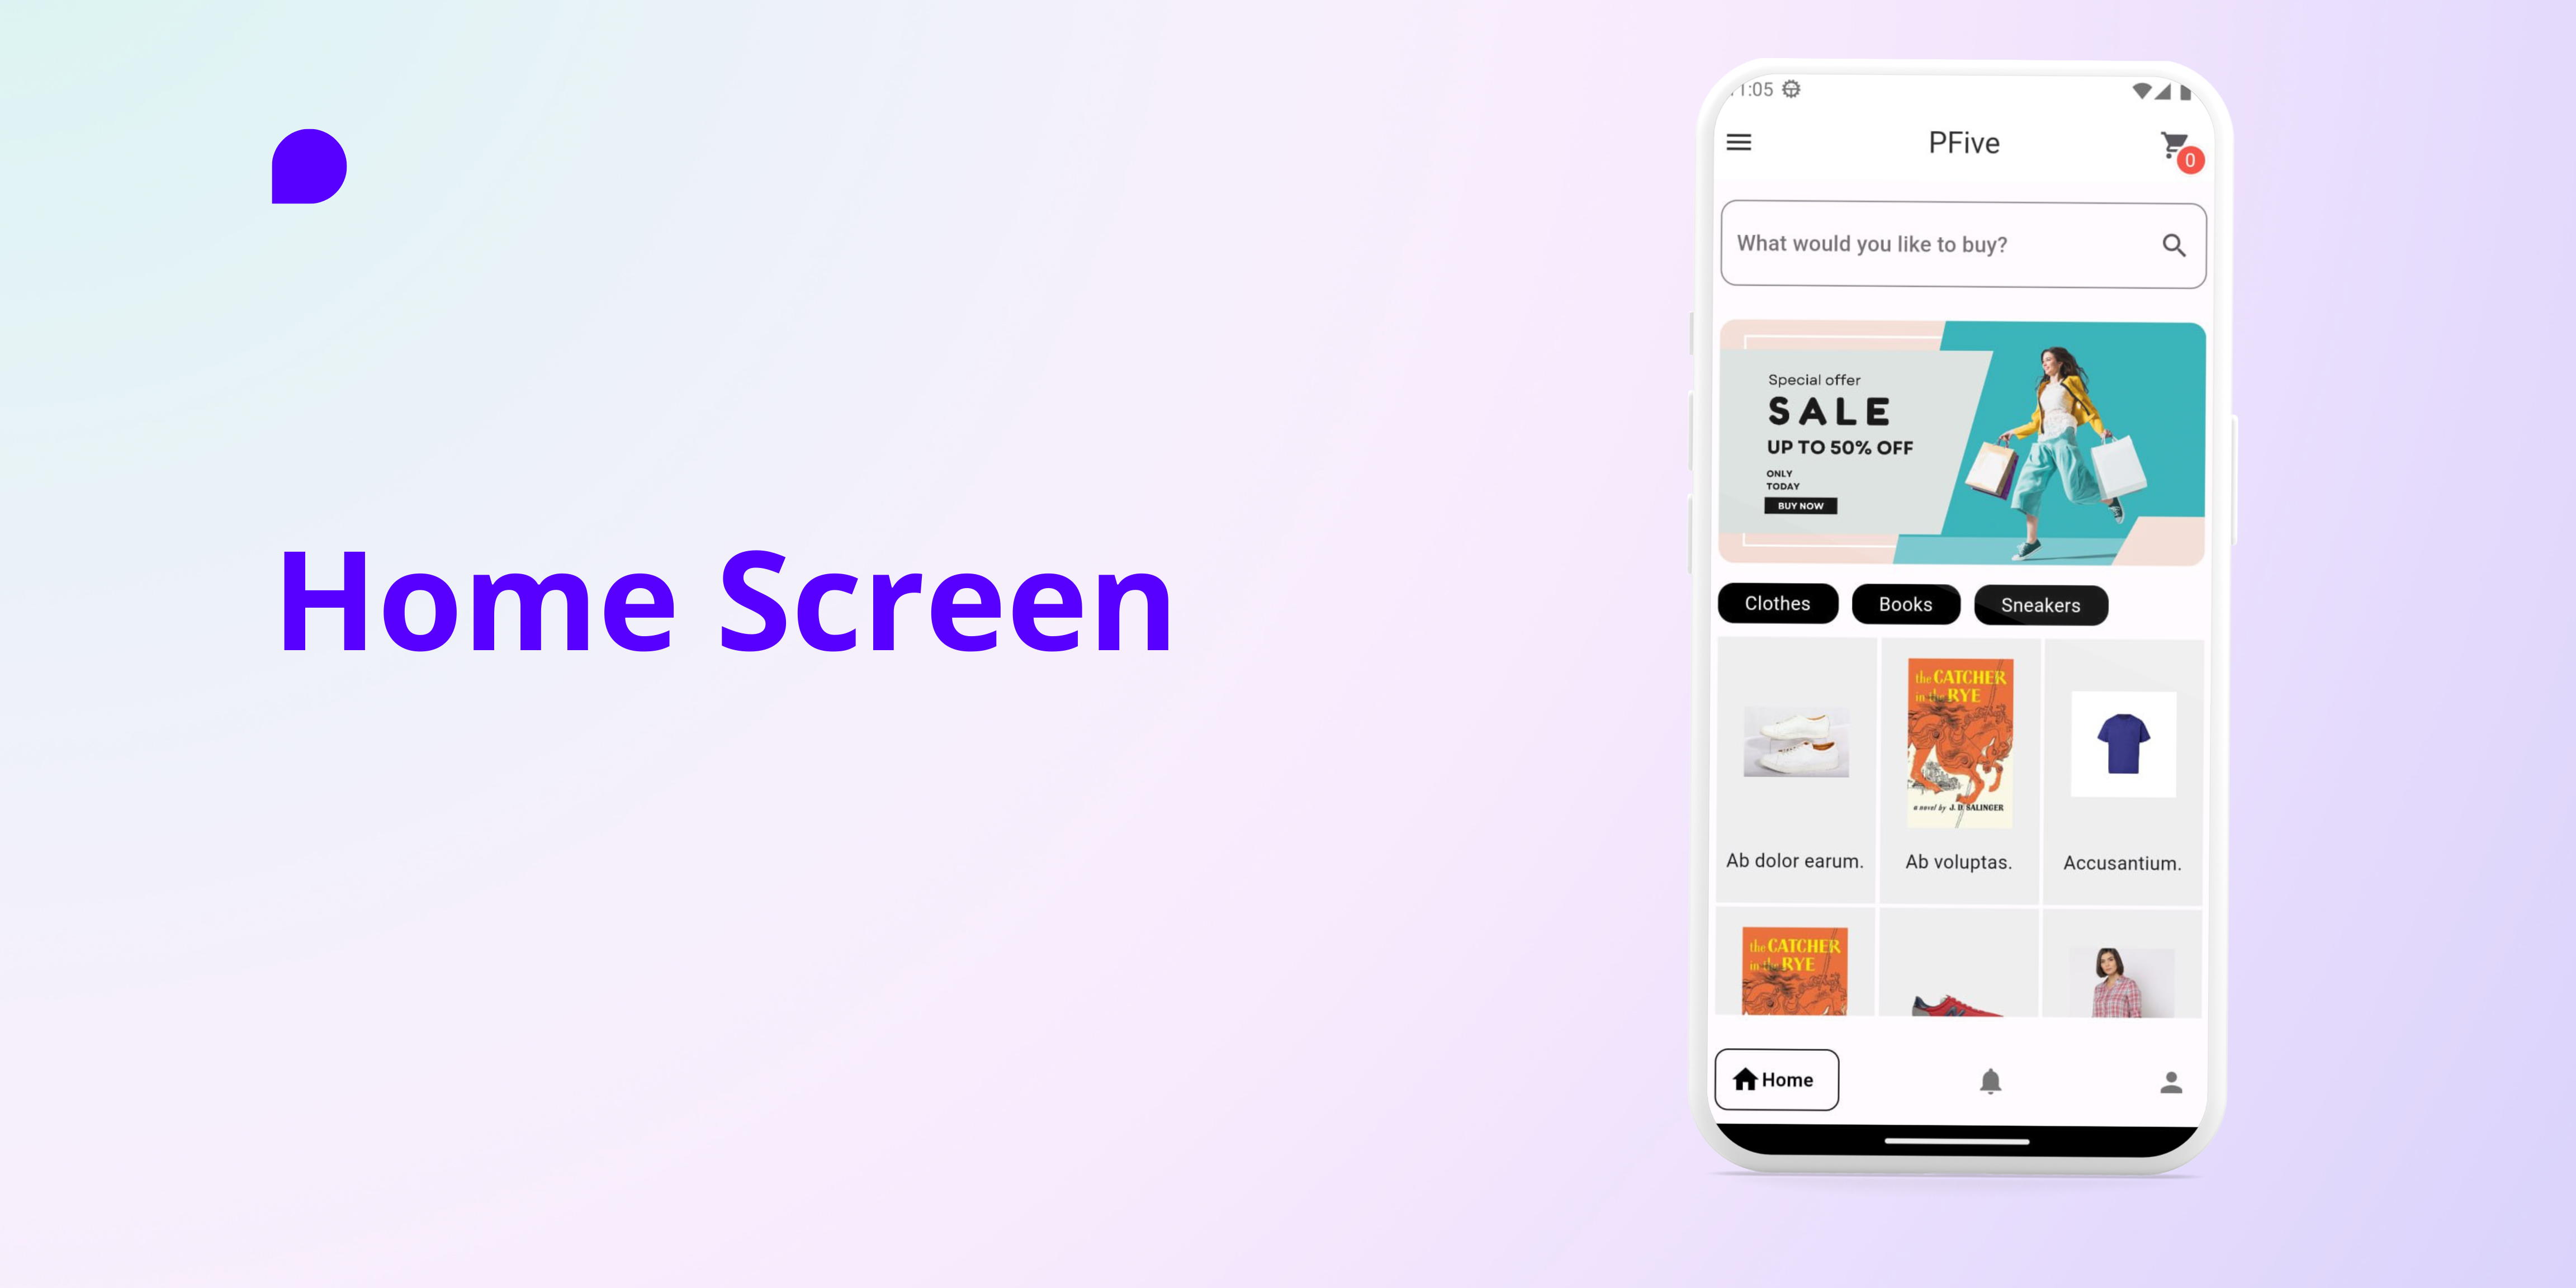 Home Screen
1:05
PFive
0
What would you like to buy?
Special offer
SALE
UP TO 50% OFF
ONLY
TODAY
BUY NOW
Clothes
Books
Sneakers
the CATCHER
in the RYE
a novel by J. D. SALINGER
Ab dolor earum.
Ab voluptas.
Accusantium.
the CATCHER
in the RYE
Home